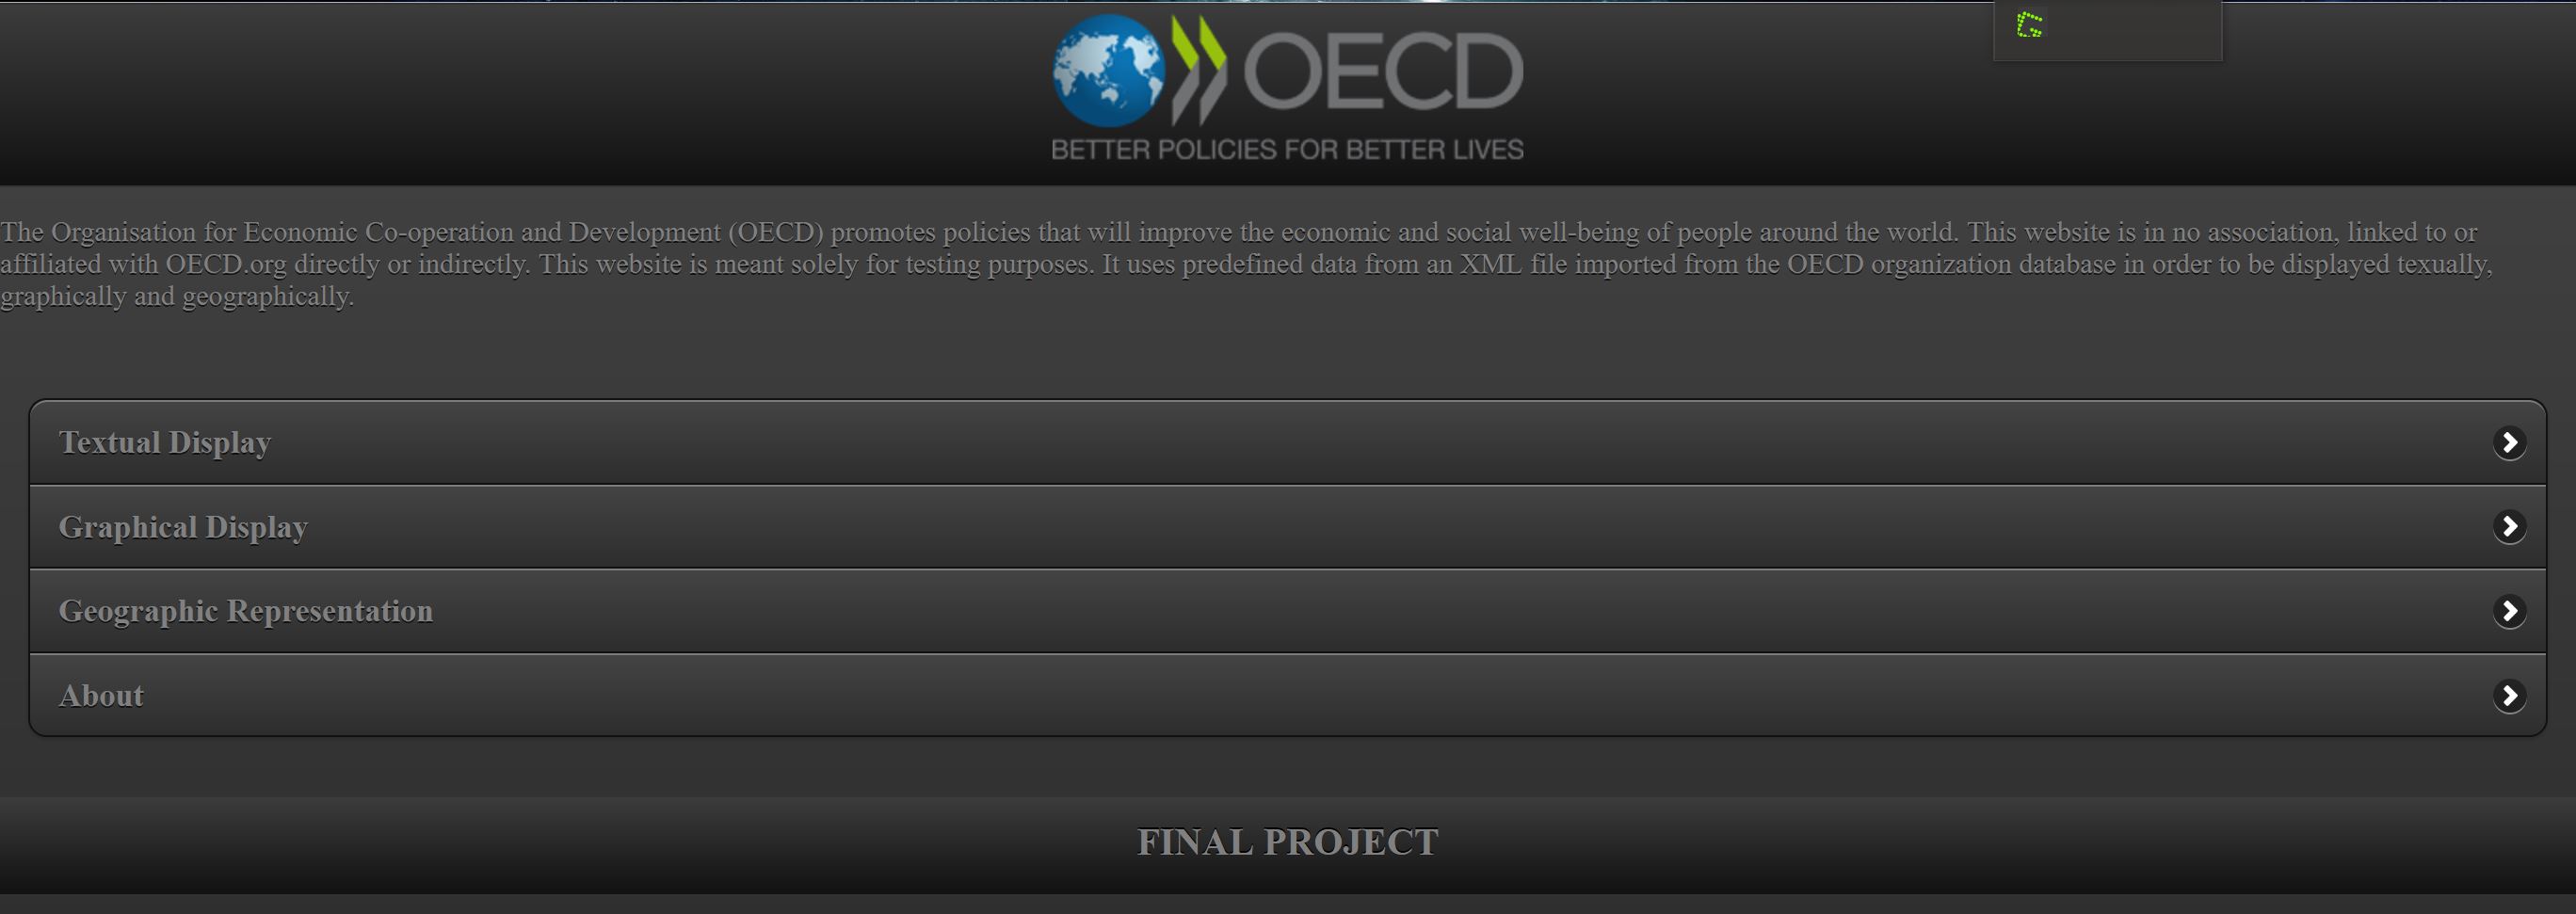 OECD
BETTER POLICIES FOR BETTER LIVES
The Organisation for Economic Co-operation and Development (OECD) promotes policies that will improve the economic and social well-being of people around the world. This website is in no association, linked to or
affiliated with OECD.org directly or indirectly. This website is meant solely for testing purposes. It uses predefined data from an XML file imported from the OECD organization database in order to be displayed texually,
graphically and geographically.
Textual Display
Graphical Display
Geographic Representation
About
FINAL PROJECT